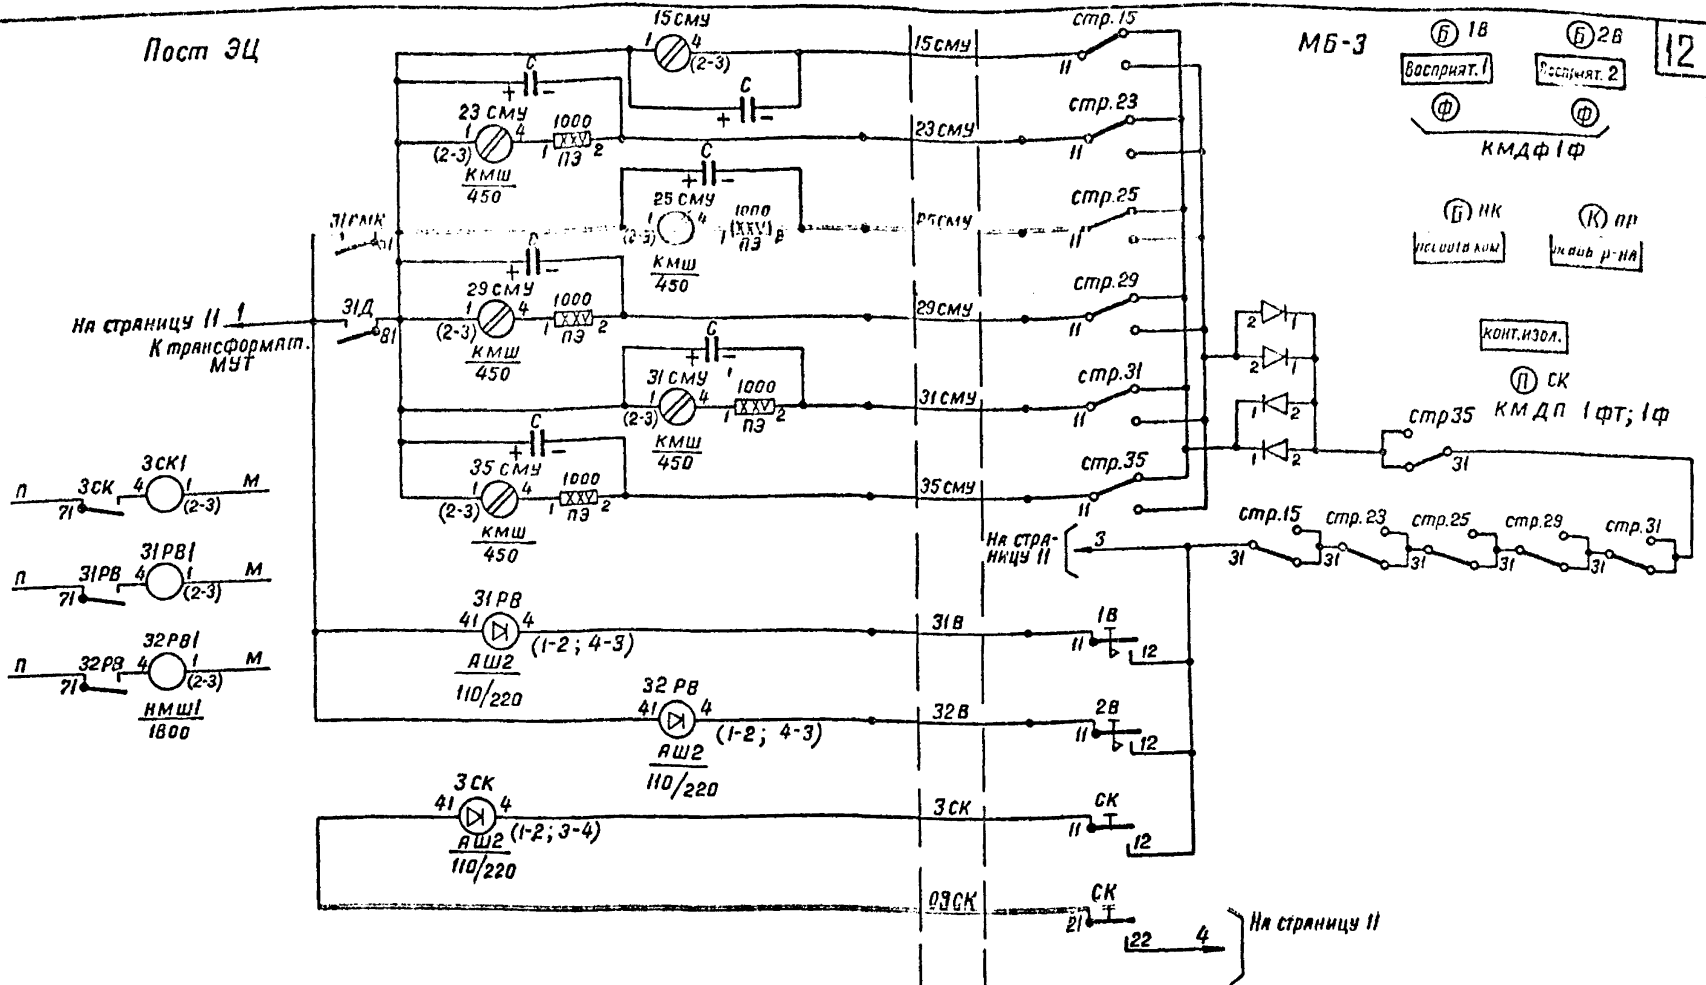 12
Пост ЭЦ
МБ-3
15СМУ
1 4
(2-3)
С
+ -
15СМУ
стр.15
11
Б 1В
Б 2В
Восприят.1
Восприят.2
Ф
Ф
КМДФ 1Ф
С
+ -
23 СМУ
1 4
(2-3)
1000
1 ПЭ 2
КМШ
450
23СМУ
стр.23
11
С
+ -
25 СМУ
1 4
(2-3)
1000
1 ПЭ
КМШ
450
25СМУ
стр.25
11
Б НК
К ПР
31СМК
С
+ -
29 СМУ
1 4
(2-3)
1000
1 ПЭ 2
КМШ
450
29СМУ
стр.29
11
На страницу 11 1
31Д
81
К трансформат.
МУТ
2 1
2 1
1 2
1 2
КОНТ.ИЗОЛ.
П СК
КМДП 1ФТ; 1Ф
С
+ -
31 СМУ
1 4
(2-3)
1000
1 ПЭ 2
КМШ
450
31СМУ
стр.31
11
стр35
31
С
+ -
35 СМУ
1 4
(2-3)
1000
1 ПЭ 2
КМШ
450
35СМУ
стр.35
11
П 3СК 4 3СК1 1 М
71 (2-3)
П 31РВ 4 31РВ1 1 М
71 (2-3)
П 32РВ 4 32РВ1 1 М
71 (2-3)
НМШ1
1800
На стра-
ницу 11
3
стр.15 стр.23 стр.25 стр.29 стр.31
31 31 31 31 31
31РВ
41 4
(1-2; 4-3)
АШ2
110/220
31В
1В
11 12
32 РВ
41 4
(1-2; 4-3)
АШ2
110/220
32В
2В
11 12
3 СК
41 4
(1-2; 3-4)
АШ2
110/220
3 СК
СК
11 12
03СК
СК
21 22
4
На страницу 11